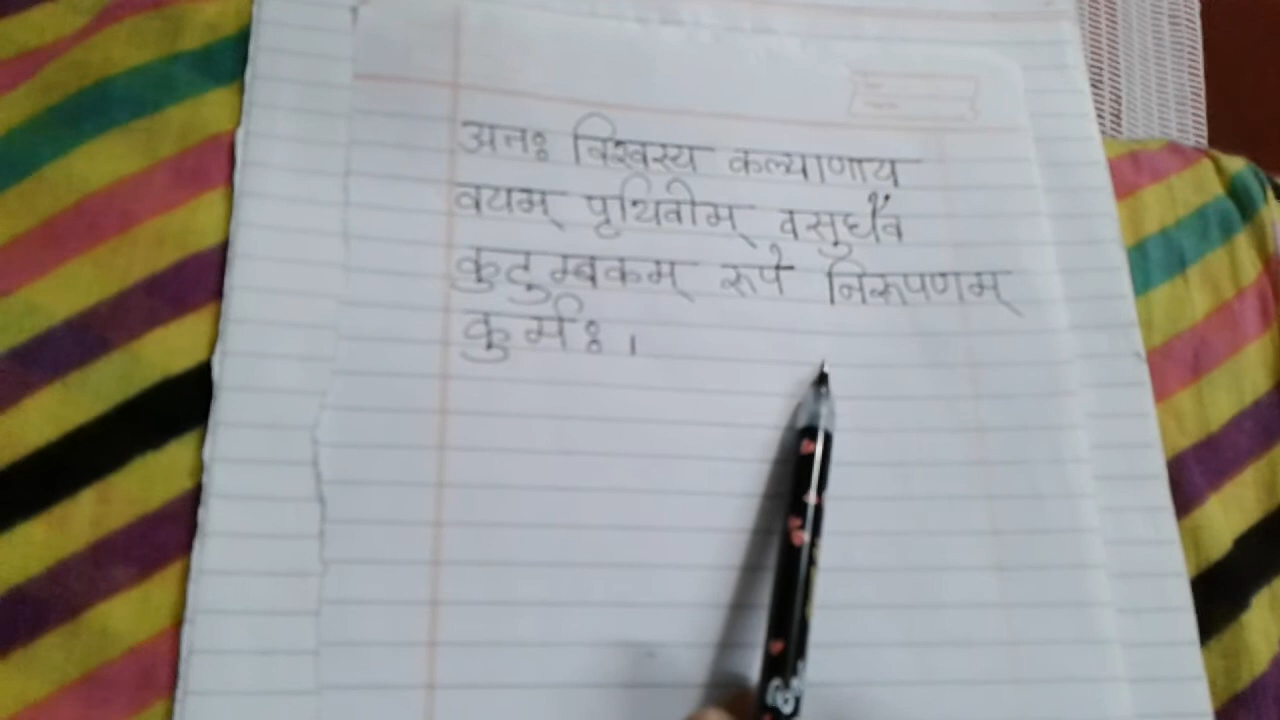 अतः विश्वस्य कल्याणाय
वयम् पृथिवीम् वसुधैव
कुटुम्बकम् रुपे निरूपणम्
कुर्मः।